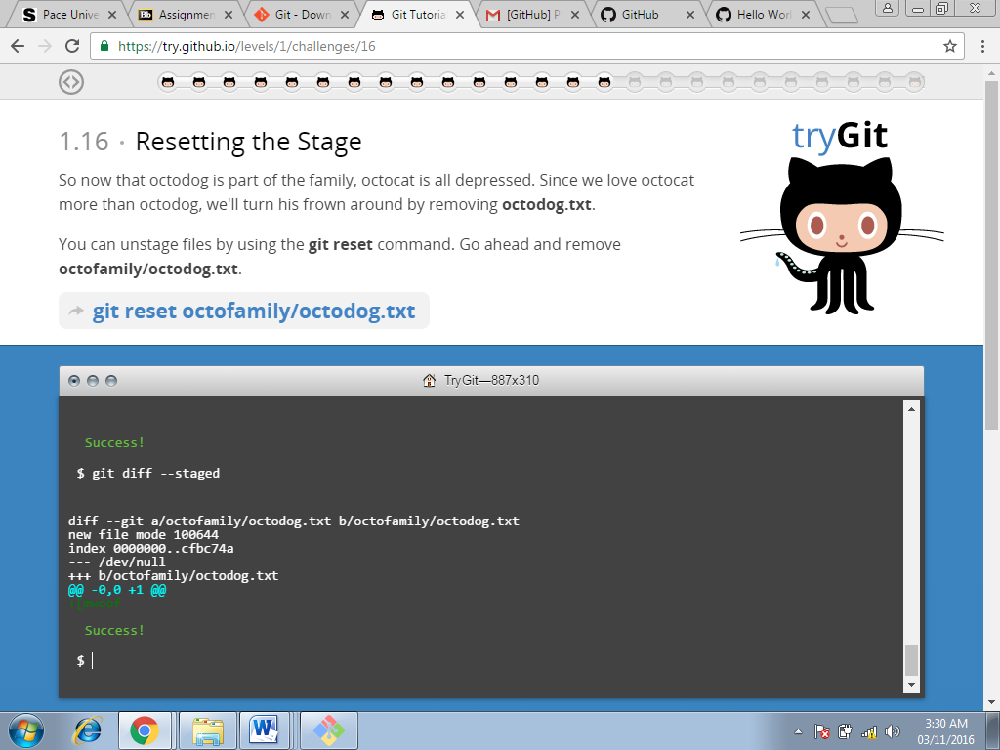 Pace Unive
Assignmen
Git - Down
Git Tutoria
[GitHub] Pl
GitHub
Hello Worl
https://try.github.io/levels/1/challenges/16
1.16 · Resetting the Stage
So now that octodog is part of the family, octocat is all depressed. Since we love octocat
more than octodog, we'll turn his frown around by removing octodog.txt.
You can unstage files by using the git reset command. Go ahead and remove
octofamily/octodog.txt.
git reset octofamily/octodog.txt
tryGit
TryGit—887x310
Success!
$ git diff --staged
diff --git a/octofamily/octodog.txt b/octofamily/octodog.txt
new file mode 100644
index 0000000..cfbc74a
--- /dev/null
+++ b/octofamily/octodog.txt
@@ -0,0 +1 @@
Success!
$
3:30 AM
03/11/2016